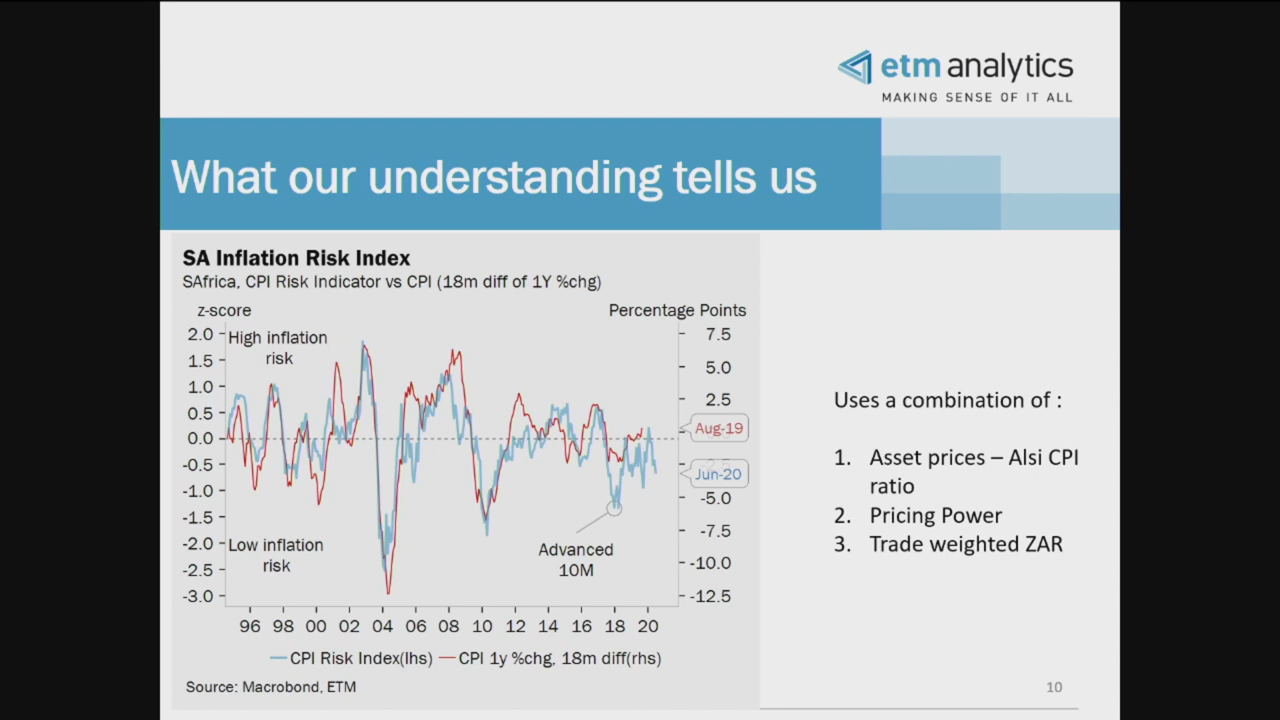 etm analytics
MAKING SENSE OF IT ALL
What our understanding tells us
SA Inflation Risk Index
SAfrica, CPI Risk Indicator vs CPI (18m diff of 1Y %chg)
z-score
Percentage Points
2.0
1.5
1.0
0.5
0.0
-0.5
-1.0
-1.5
-2.0
-2.5
-3.0
High inflation
risk
Low inflation
risk
Advanced
10M
7.5
5.0
2.5
Aug-19
Jun-20
-5.0
-7.5
-10.0
-12.5
96 98 00 02 04 06 08 10 12 14 16 18 20
CPI Risk Index(lhs) CPI 1y %chg, 18m diff(rhs)
Source: Macrobond, ETM
Uses a combination of :
1. Asset prices – Alsi CPI
ratio
2. Pricing Power
3. Trade weighted ZAR
10